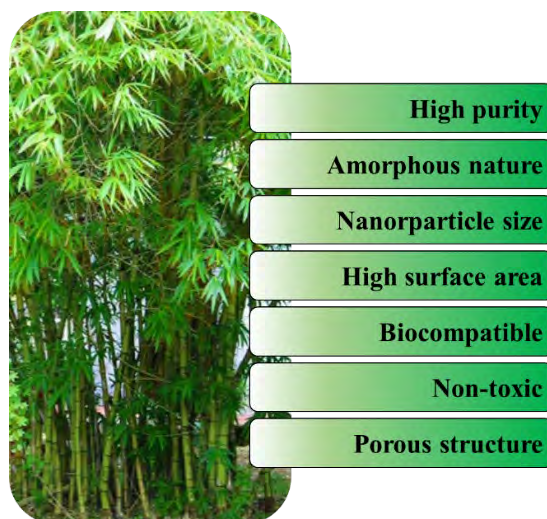 High purity
Amorphous nature
Nanorparticle size
High surface area
Biocompatible
Non-toxic
Porous structure